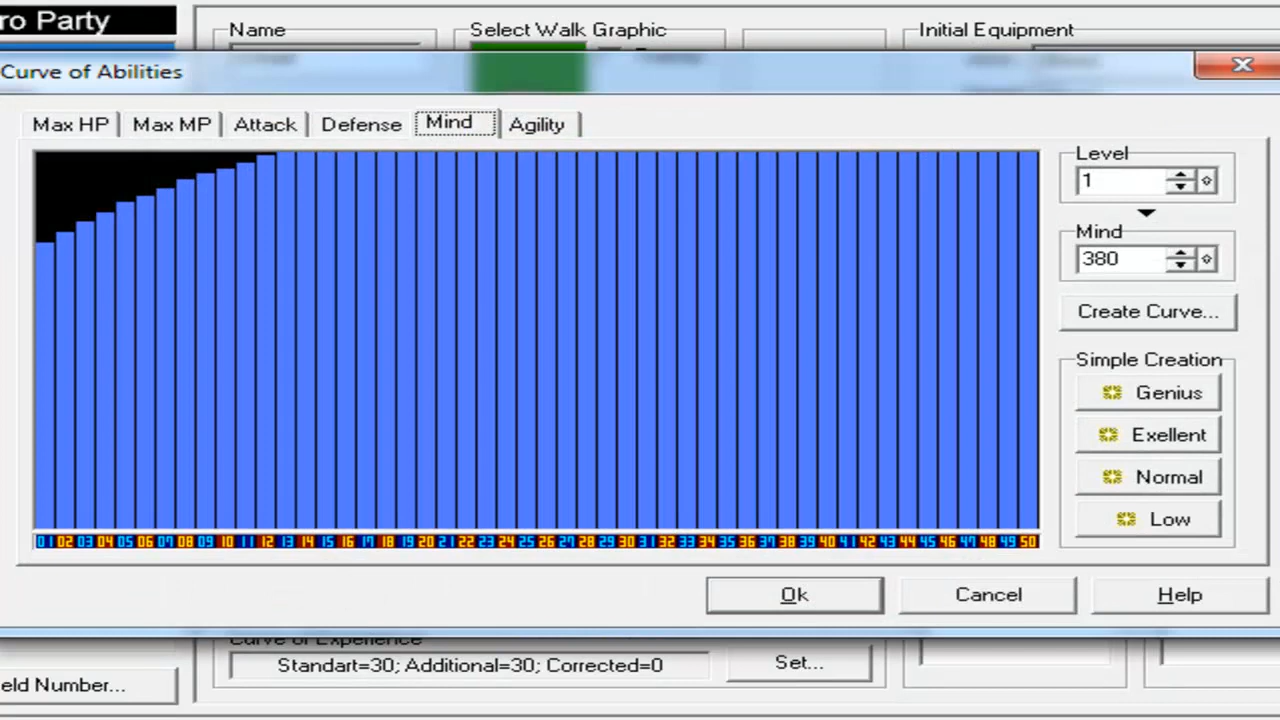 ro Party
Name
Select Walk Graphic
Initial Equipment
Curve of Abilities
Max HP
Max MP
Attack
Defense
Mind
Agility
Level
1
Mind
380
Create Curve...
Simple Creation
Genius
Exellent
Normal
Low
01 02 03 04 05 06 07 08 09 10 11 12 13 14 15 16 17 18 19 20 21 22 23 24 25 26 27 28 29 30 31 32 33 34 35 36 37 38 39 40 41 42 43 44 45 46 47 48 49 50
Ok
Cancel
Help
Curve of Experience
Standart=30; Additional=30; Corrected=0
Set...
eld Number...